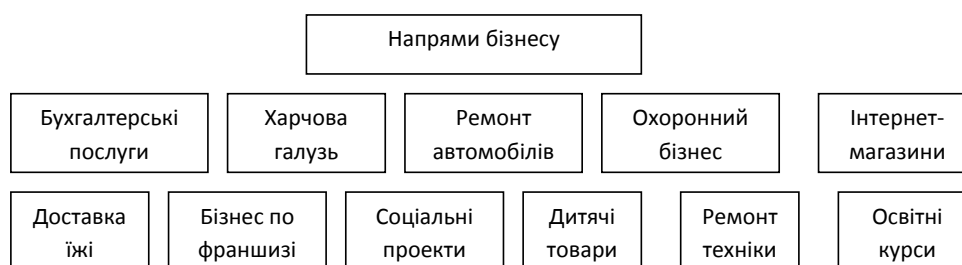 Напрями бізнесу
Бухгалтерські
послуги
Харчова
галузь
Ремонт
автомобілів
Охоронний
бізнес
Інтернет-
магазини
Доставка
їжі
Бізнес по
франшизі
Соціальні
проекти
Дитячі
товари
Ремонт
техніки
Освітні
курси